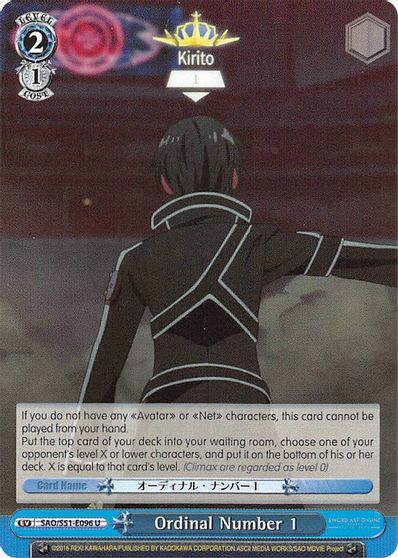 LEVEL
2
1
COST
Kirito
1
If you do not have any «Avatar» or «Net» characters, this card cannot be
played from your hand.
Put the top card of your deck into your waiting room, choose one of your
opponent's level X or lower characters, and put it on the bottom of his or
her deck. X is equal to that card's level. (Climax are regarded as level 0)
Card Name
オーディナル・ナンバー1
SWORD ART ONLINE
EV
SAO/S51-E096 U
Ordinal Number 1
©2016 REKI KAWAHARA/PUBLISHED BY KADOKAWA CORPORATION ASCII MEDIA WORKS/SAO MOVIE Project